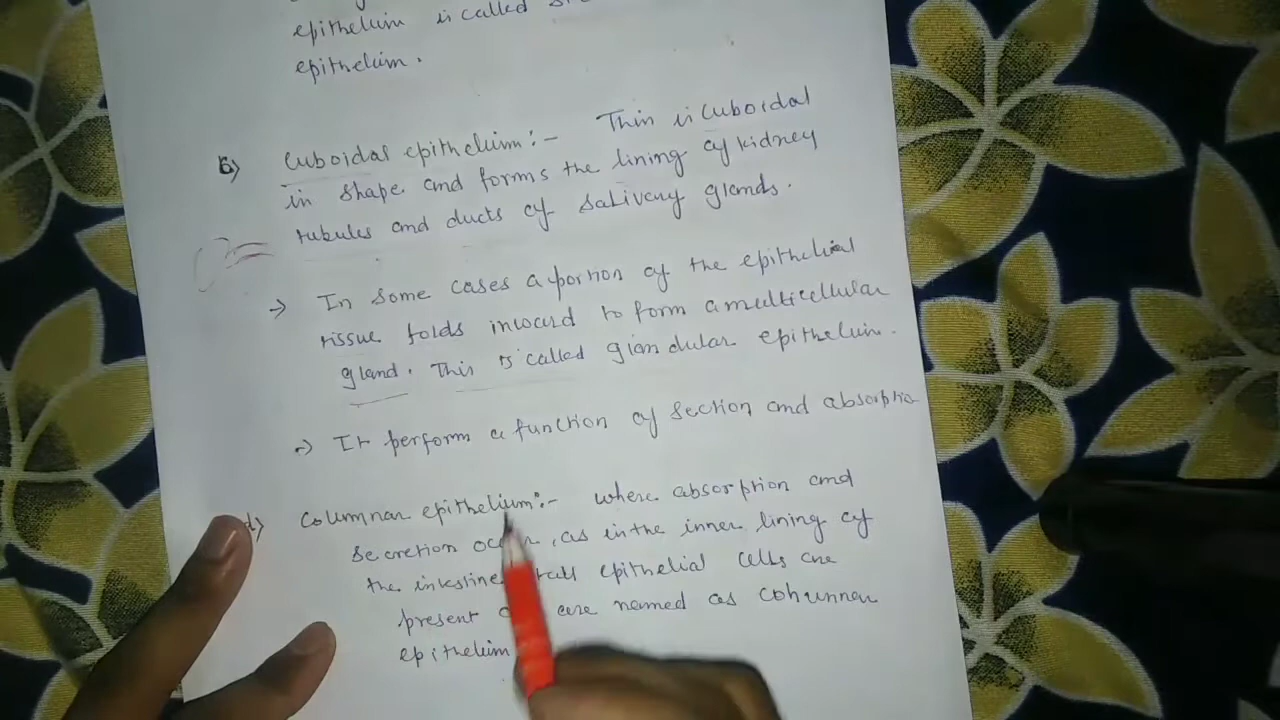 epithelium is called
epithelium.
B) Cuboidal epithelium:- Thin is cuboidal
in shape and forms the lining of kidney
tubules and ducts of salivary glands.
→ In some cases a portion of the epithelial
tissue folds inward to form a multicellular
gland. This is called glandular epithelium.
→ It perform a function of section and absorption
d) Columnar epithelium:- where absorption and
secretion occur, as in the inner lining of
the intestine, tall epithelial cells are
present are named as columnar
epithelium